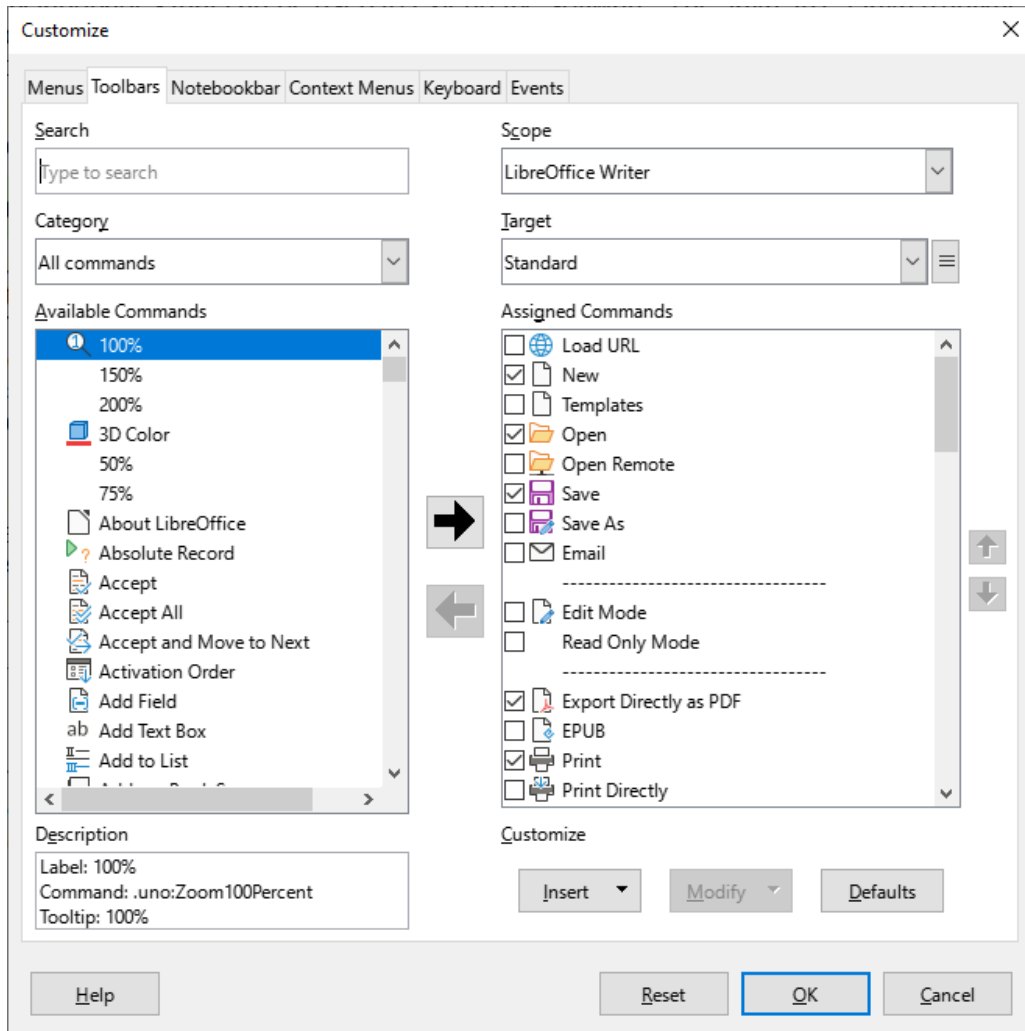 Customize
Menus Toolbars Notebookbar Context Menus Keyboard Events
Search
Type to search
Category
All commands
Available Commands
100%
150%
200%
3D Color
50%
75%
About LibreOffice
Absolute Record
Accept
Accept All
Accept and Move to Next
Activation Order
Add Field
ab Add Text Box
Add to List
Description
Label: 100%
Command: .uno:Zoom100Percent
Tooltip: 100%
Scope
LibreOffice Writer
Target
Standard
Assigned Commands
Load URL
New
Templates
Open
Open Remote
Save
Save As
Email
--------------------------------
Edit Mode
Read Only Mode
--------------------------------
Export Directly as PDF
EPUB
Print
Print Directly
Customize
Insert Modify Defaults
Help Reset OK Cancel